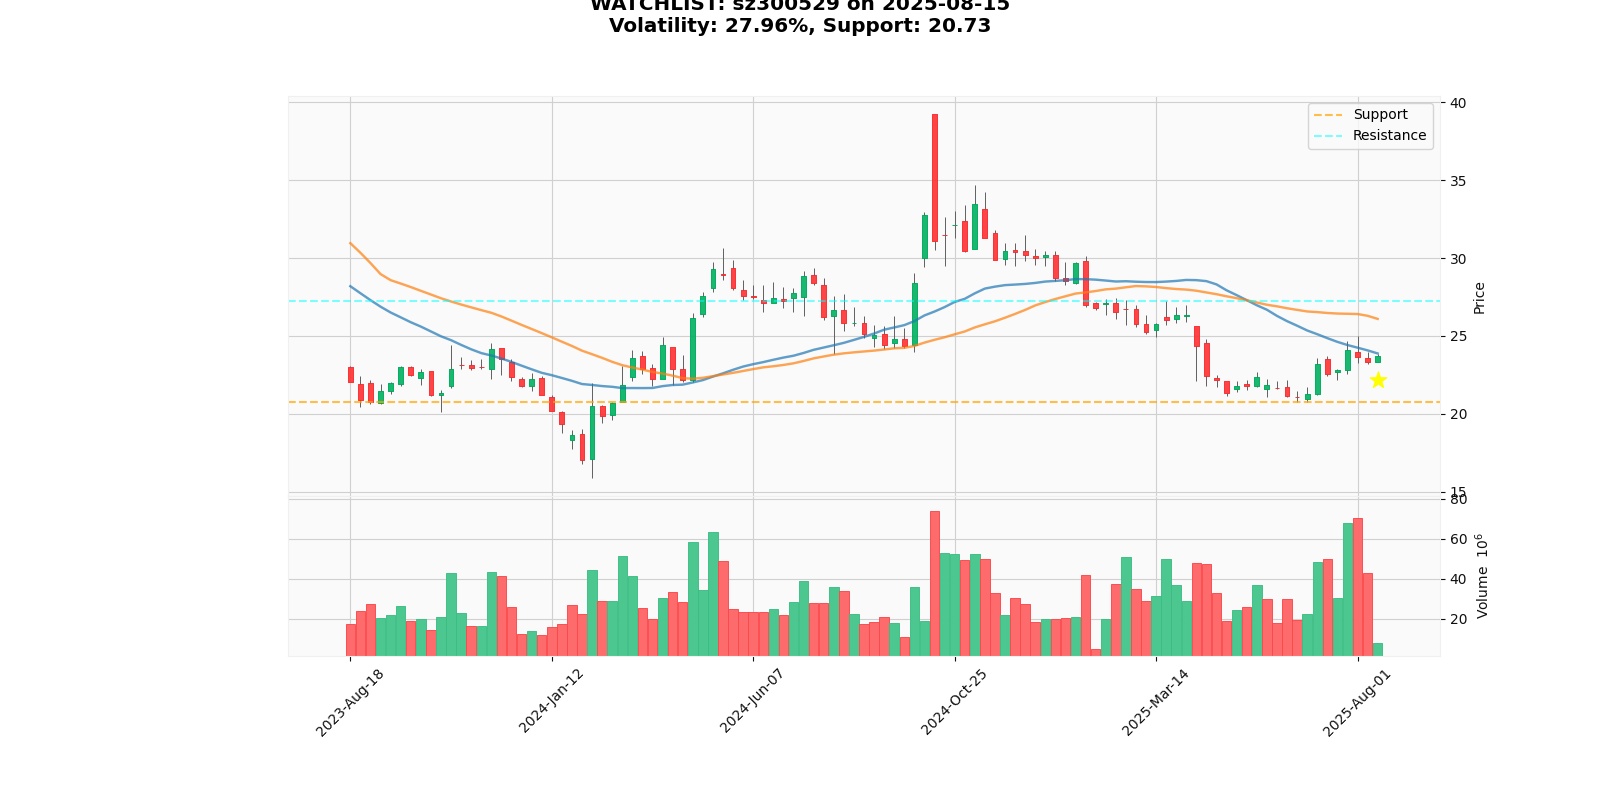 WATCHLIST: sz300529 on 2025-08-15
Volatility: 27.96%, Support: 20.73
Support
Resistance
40
35
30
25
20
15
Price
80
60
40
20
Volume 10⁶
2023-Aug-18
2024-Jan-12
2024-Jun-07
2024-Oct-25
2025-Mar-14
2025-Aug-01